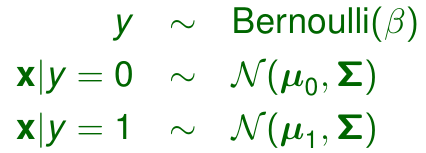 y ∼ Bernoulli(β)
x|y = 0 ∼ 𝒩(μ₀, Σ)
x|y = 1 ∼ 𝒩(μ₁, Σ)